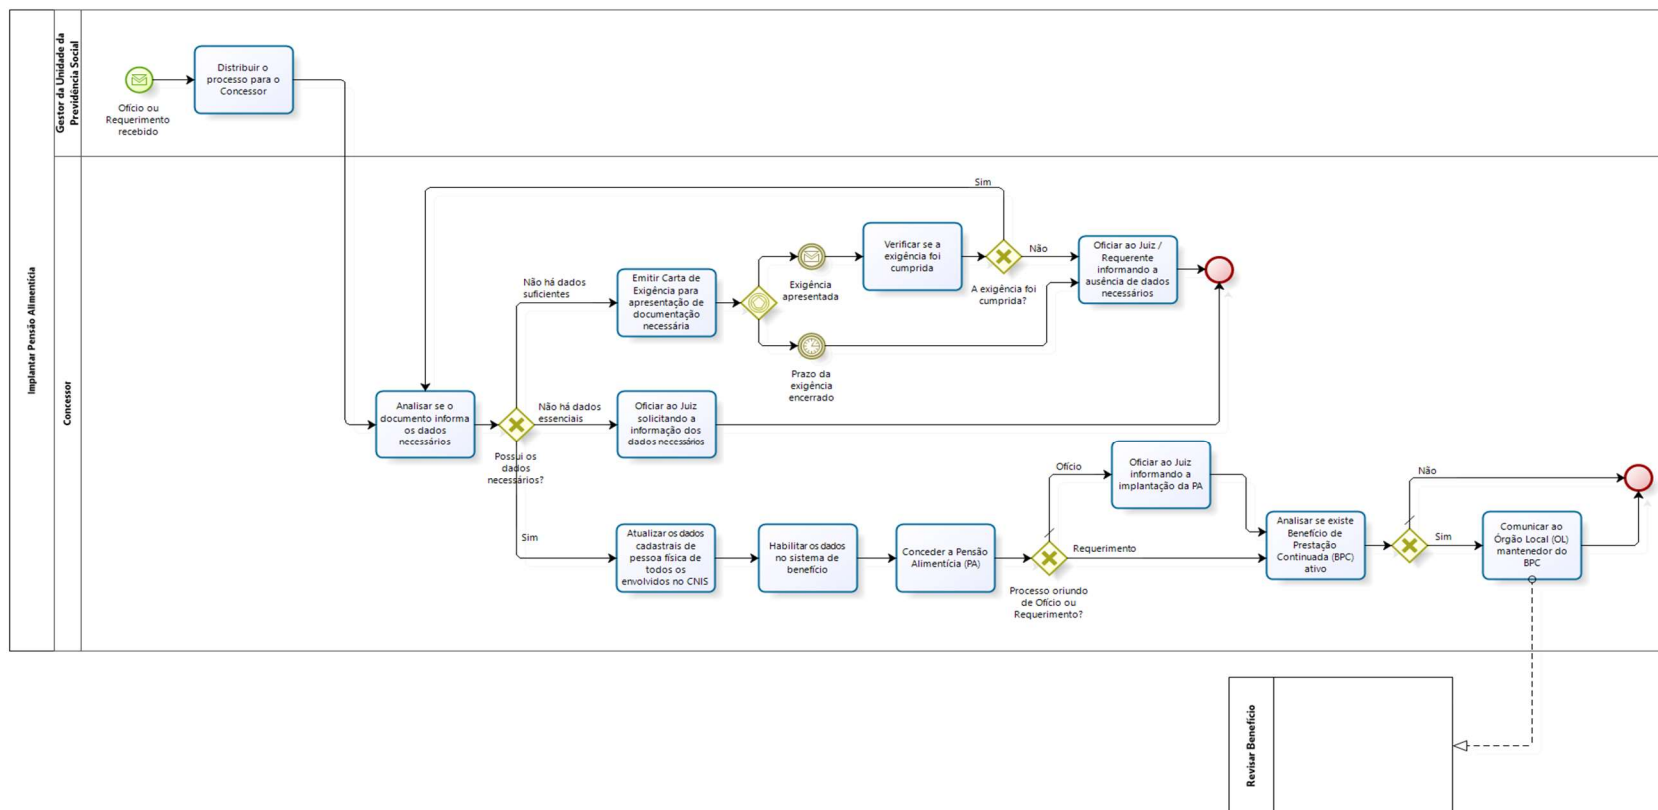 Implantar Pensão Alimentícia
Gestor da Unidade da
Previdência Social
Ofício ou
Requerimento
recebido
Distribuir o
processo para o
Concessor
Concessor
Analisar se o
documento informa
os dados
necessários
Possui os
dados
necessários?
Não há dados
suficientes
Emitir Carta de
Exigência para
apresentação de
documentação
necessária
Exigência
apresentada
Prazo da
exigência
encerrado
Verificar se a
exigência foi
cumprida
A exigência foi
cumprida?
Sim
Não
Oficiar ao Juiz /
Requerente
informando a
ausência de dados
necessários
Não há dados
essenciais
Oficiar ao Juiz
solicitando a
informação dos
dados necessários
Sim
Atualizar os dados
cadastrais de
pessoa física de
todos os
envolvidos no CNIS
Habilitar os dados
no sistema de
benefício
Conceder a Pensão
Alimentícia (PA)
Processo oriundo
de Ofício ou
Requerimento?
Ofício
Requerimento
Oficiar ao Juiz
informando a
implantação da PA
Analisar se existe
Benefício de
Prestação
Continuada (BPC)
ativo
Não
Sim
Comunicar ao
Órgão Local (OL)
mantenedor do
BPC
Revisar Benefício